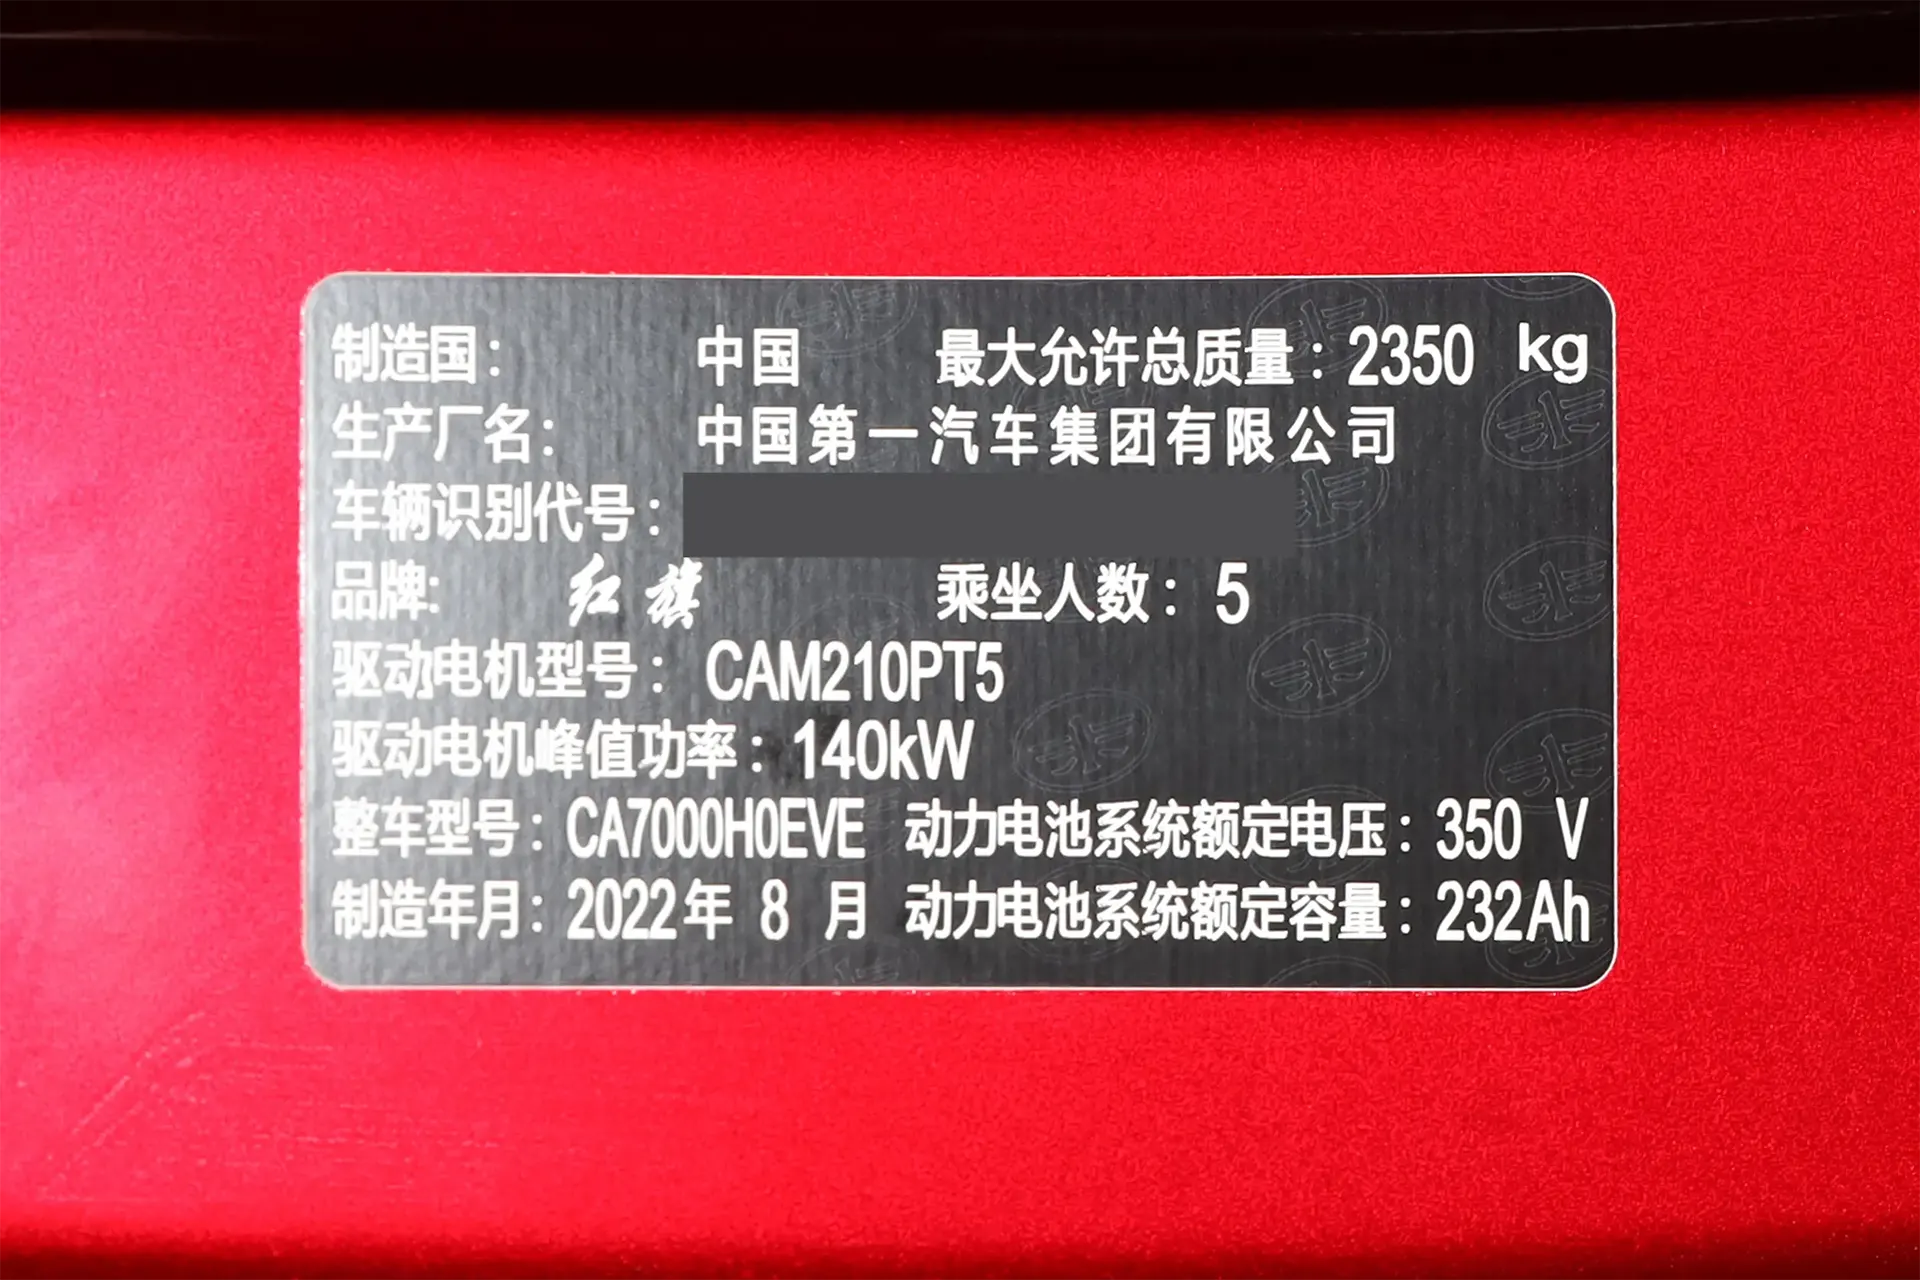 制造国： 中国 最大允许总质量：2350 kg
生产厂名： 中国第一汽车集团有限公司
车辆识别代号：
品牌: 红旗 乘坐人数：5
驱动电机型号：CAM210PT5
驱动电机峰值功率：140kW
整车型号：CA7000H0EVE 动力电池系统额定电压：350 V
制造年月：2022年 8 月 动力电池系统额定容量：232Ah